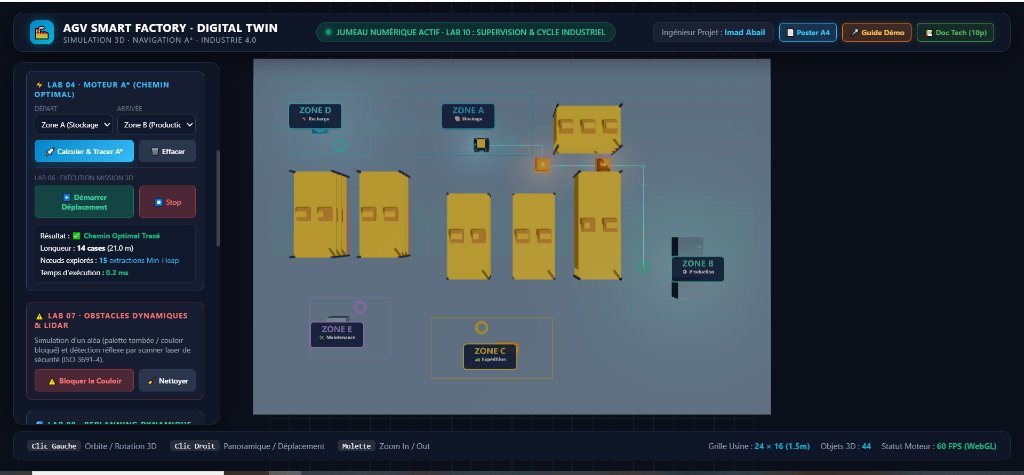 AGV SMART FACTORY · DIGITAL TWIN
SIMULATION 3D · NAVIGATION A* · INDUSTRIE 4.0
JUMEAU NUMÉRIQUE ACTIF · LAB 10 : SUPERVISION & CYCLE INDUSTRIEL
Ingénieur Projet : Imad Abail
Poster A4
Guide Démo
Doc Tech (10p)
LAB 04 · MOTEUR A* (CHEMIN
OPTIMAL)
DÉPART
ARRIVÉE
Zone A (Stockage
Zone B (Productic
Calculer & Tracer A*
Effacer
LAB 06 · EXÉCUTION MISSION 3D
Démarrer
Déplacement
Stop
Résultat : ✅ Chemin Optimal Tracé
Longueur : 14 cases (21.0 m)
Nœuds explorés : 15 extractions Min-Heap
Temps d'exécution : 0.2 ms
LAB 07 · OBSTACLES DYNAMIQUES
& LIDAR
Simulation d'un aléa (palette tombée / couloir
bloqué) et détection réflexe par scanner laser de
sécurité (ISO 3691-4).
Bloquer le Couloir
Nettoyer
ZONE D
Recharge
ZONE A
Stockage
ZONE B
Production
ZONE E
Maintenance
ZONE C
Expédition
Clic Gauche Orbite / Rotation 3D
Clic Droit Panoramique / Déplacement
Molette Zoom In / Out
Grille Usine : 24 × 16 (1.5m)
Objets 3D : 44
Statut Moteur : 60 FPS (WebGL)